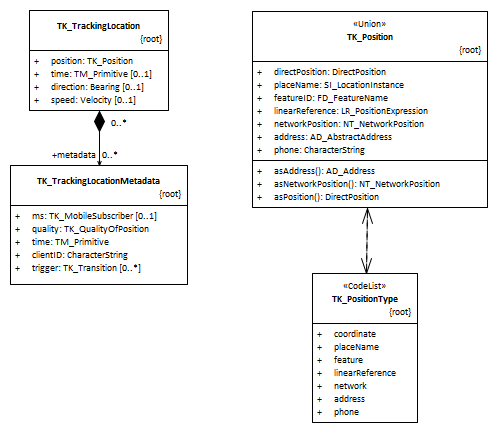 TK_TrackingLocation
{root}
+ position: TK_Position
+ time: TM_Primitive [0..1]
+ direction: Bearing [0..1]
+ speed: Velocity [0..1]
0..*
+metadata 0..*
TK_TrackingLocationMetadata
{root}
+ ms: TK_MobileSubscriber [0..1]
+ quality: TK_QualityOfPosition
+ time: TM_Primitive
+ clientID: CharacterString
+ trigger: TK_Transition [0..*]
«Union»
TK_Position
{root}
+ directPosition: DirectPosition
+ placeName: SI_LocationInstance
+ featureID: FD_FeatureName
+ linearReference: LR_PositionExpression
+ networkPosition: NT_NetworkPosition
+ address: AD_AbstractAddress
+ phone: CharacterString
+ asAddress(): AD_Address
+ asNetworkPosition(): NT_NetworkPosition
+ asPosition(): DirectPosition
«CodeList»
TK_PositionType
{root}
+ coordinate
+ placeName
+ feature
+ linearReference
+ network
+ address
+ phone